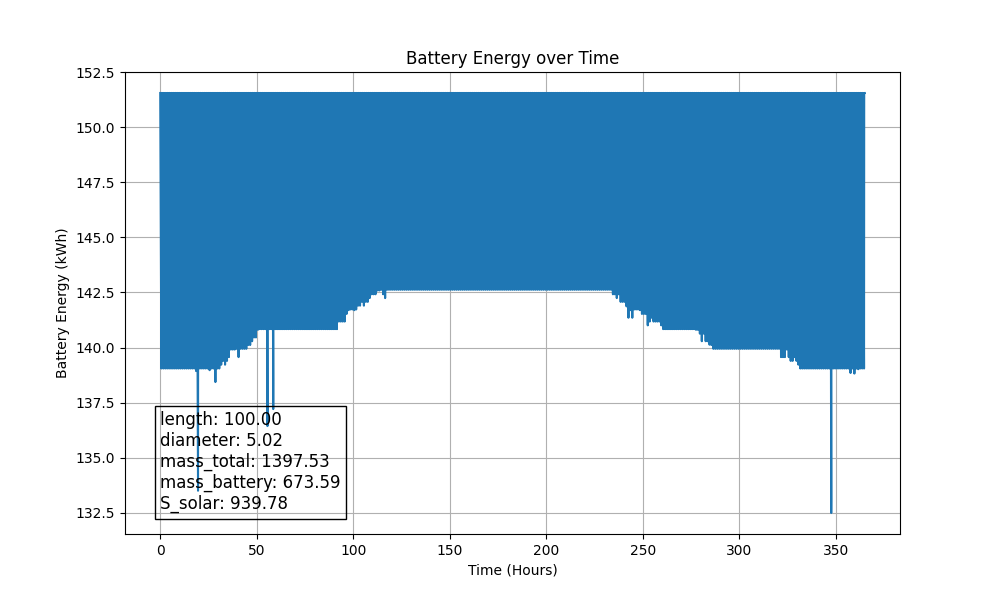 Battery Energy over Time
152.5
150.0
147.5
145.0
142.5
140.0
137.5
135.0
132.5
Battery Energy (kWh)
length: 100.00
diameter: 5.02
mass_total: 1397.53
mass_battery: 673.59
S_solar: 939.78
0 50 100 150 200 250 300 350
Time (Hours)